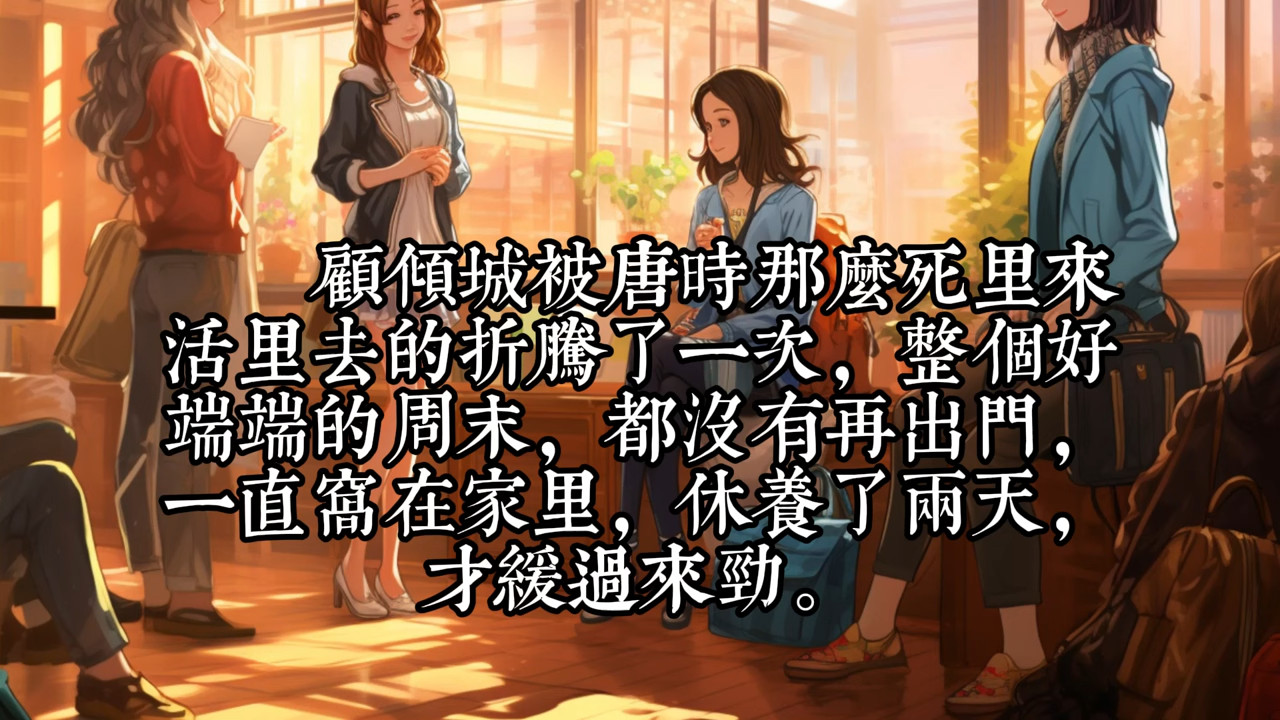 顧傾城被唐時那麼死里來
活里去的折騰了一次，整個好
端端的周末，都沒有再出門，
一直窩在家里，休養了兩天，
才緩過來勁。